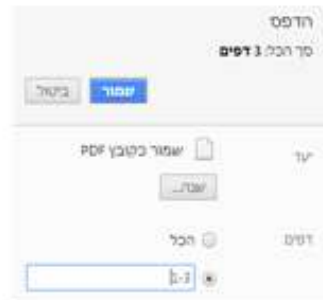 הדפס
סך הכל: 3 דפים
שמור ביטול
יעד שמור כקובץ PDF
שנה...
דפים הכל
1-3